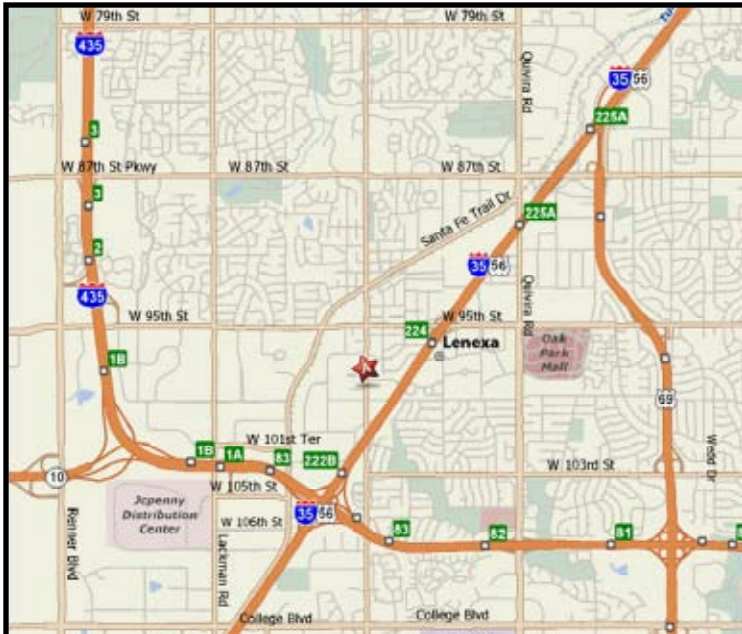 W 79th St
W 79th St
435
Quivira Rd
35
56
225A
3
W 87th St Pkwy
W 87th St
W 87th St
3
Santa Fe Trail Dr
225A
2
35
56
435
Quivira Rd
W 95th St
W 95th St
224
Lenexa
Oak
Park
Mall
1B
69
Wedd Dr
W 101st Ter
1B
1A
83
222B
W 103rd St
10
W 105th St
Jcpenny
Distribution
Center
35
56
W 106th St
83
82
81
Renner Blvd
Lackman Rd
College Blvd
College Blvd